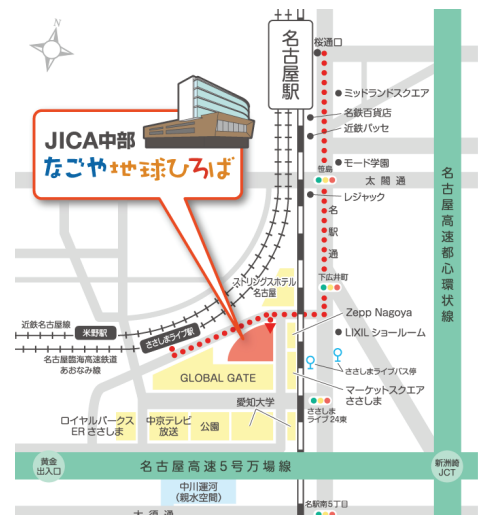 N
名古屋駅
桜通口
ミッドランドスクエア
名鉄百貨店
近鉄パッセ
モード学園
笹島
太閤通
レジャック
名駅通
名古屋高速都心環状線
JICA中部
なごや地球ひろば
ストリングスホテル
名古屋
下広井町
Zepp Nagoya
LIXIL ショールーム
近鉄名古屋線
米野駅
ささしまライブ駅
名古屋臨海高速鉄道
あおなみ線
ささしまライブバス停
GLOBAL GATE
マーケットスクエア
ささしま
愛知大学
ささしま
ライブ24東
ロイヤルパークス
ER ささしま
中京テレビ
放送
公園
黄金
出入口
名古屋高速5号万場線
新洲崎
JCT
中川運河
(親水空間)
名駅南5丁目
大須通